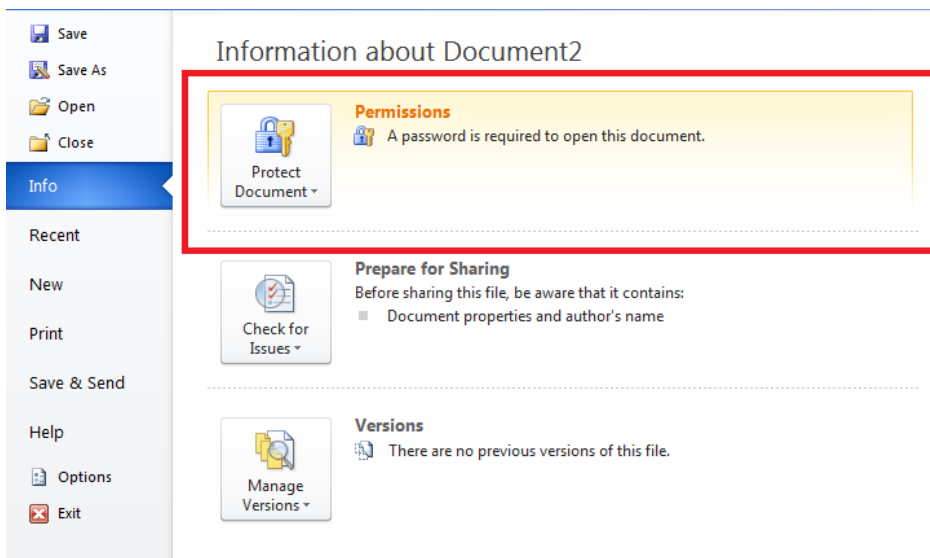 Save
Save As
Open
Close
Info
Recent
New
Print
Save & Send
Help
Options
Exit
Information about Document2
Protect
Document
Permissions
A password is required to open this document.
Check for
Issues
Prepare for Sharing
Before sharing this file, be aware that it contains:
Document properties and author's name
Manage
Versions
Versions
There are no previous versions of this file.